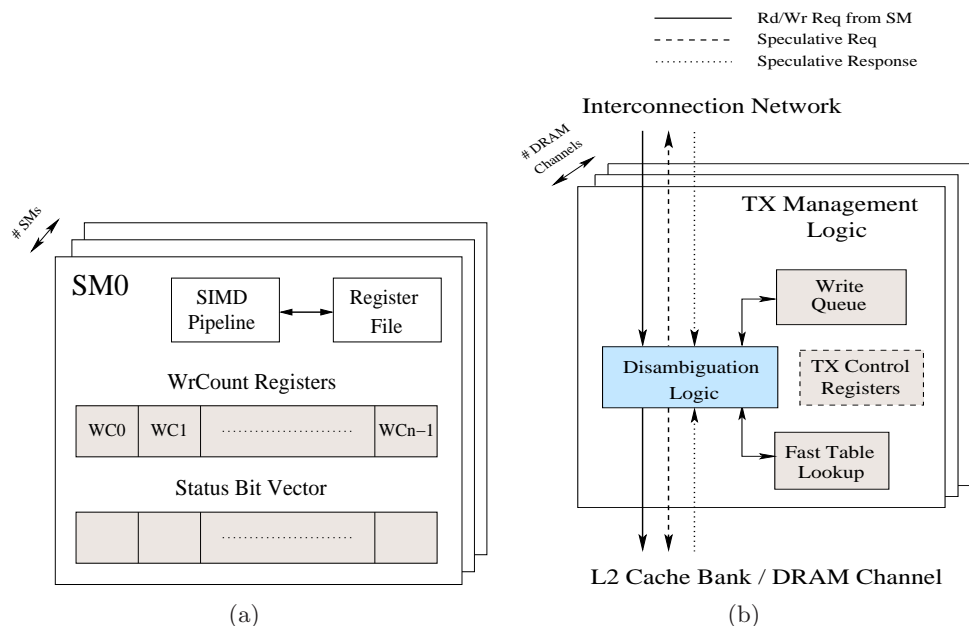 Rd/Wr Req from SM
Speculative Req
Speculative Response
Interconnection Network
# DRAM
Channels
TX Management
Logic
Write
Queue
Disambiguation
Logic
TX Control
Registers
Fast Table
Lookup
L2 Cache Bank / DRAM Channel
(b)
# SMs
SM0
SIMD
Pipeline
Register
File
WrCount Registers
WC0 WC1 WCn−1
Status Bit Vector
(a)